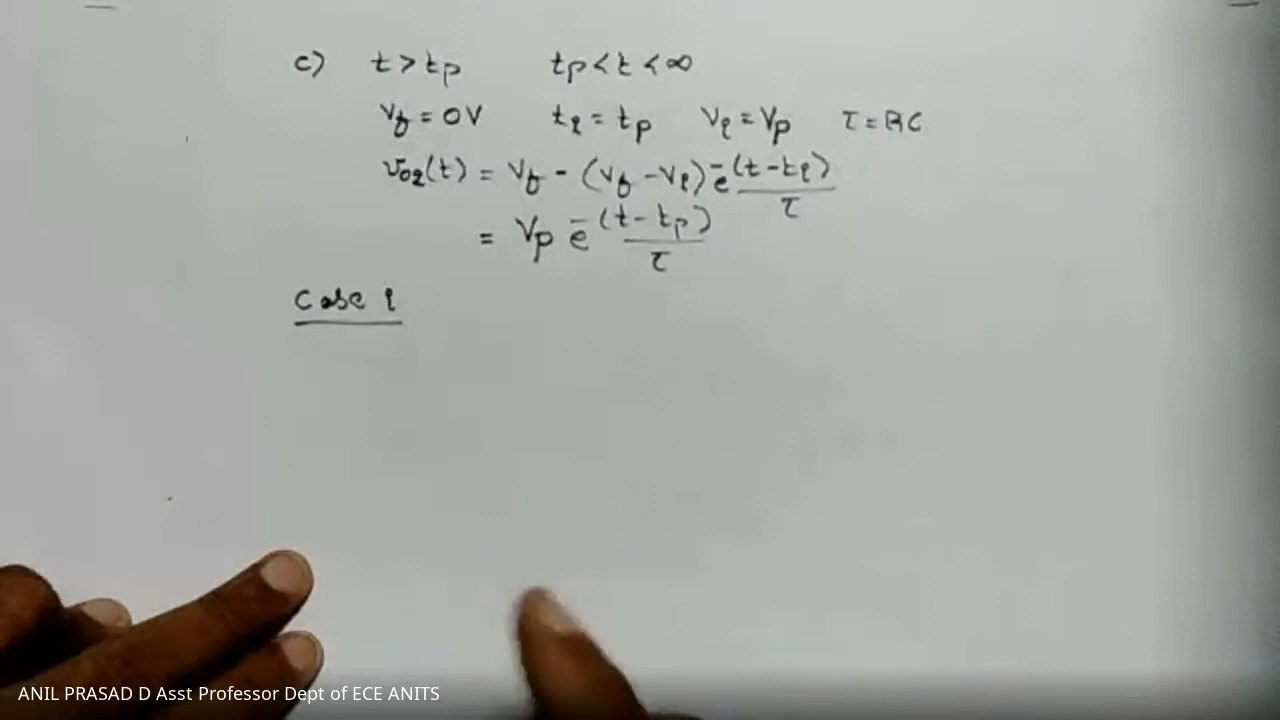 c) t > tp tp < t < ∞
Vf = 0V ti = tp Vi = Vp τ = RC
vo2(t) = Vf - (Vf - Vi) e^-(t - ti)/τ
= Vp e^-(t - tp)/τ
Case 1
ANIL PRASAD D Asst Professor Dept of ECE ANITS